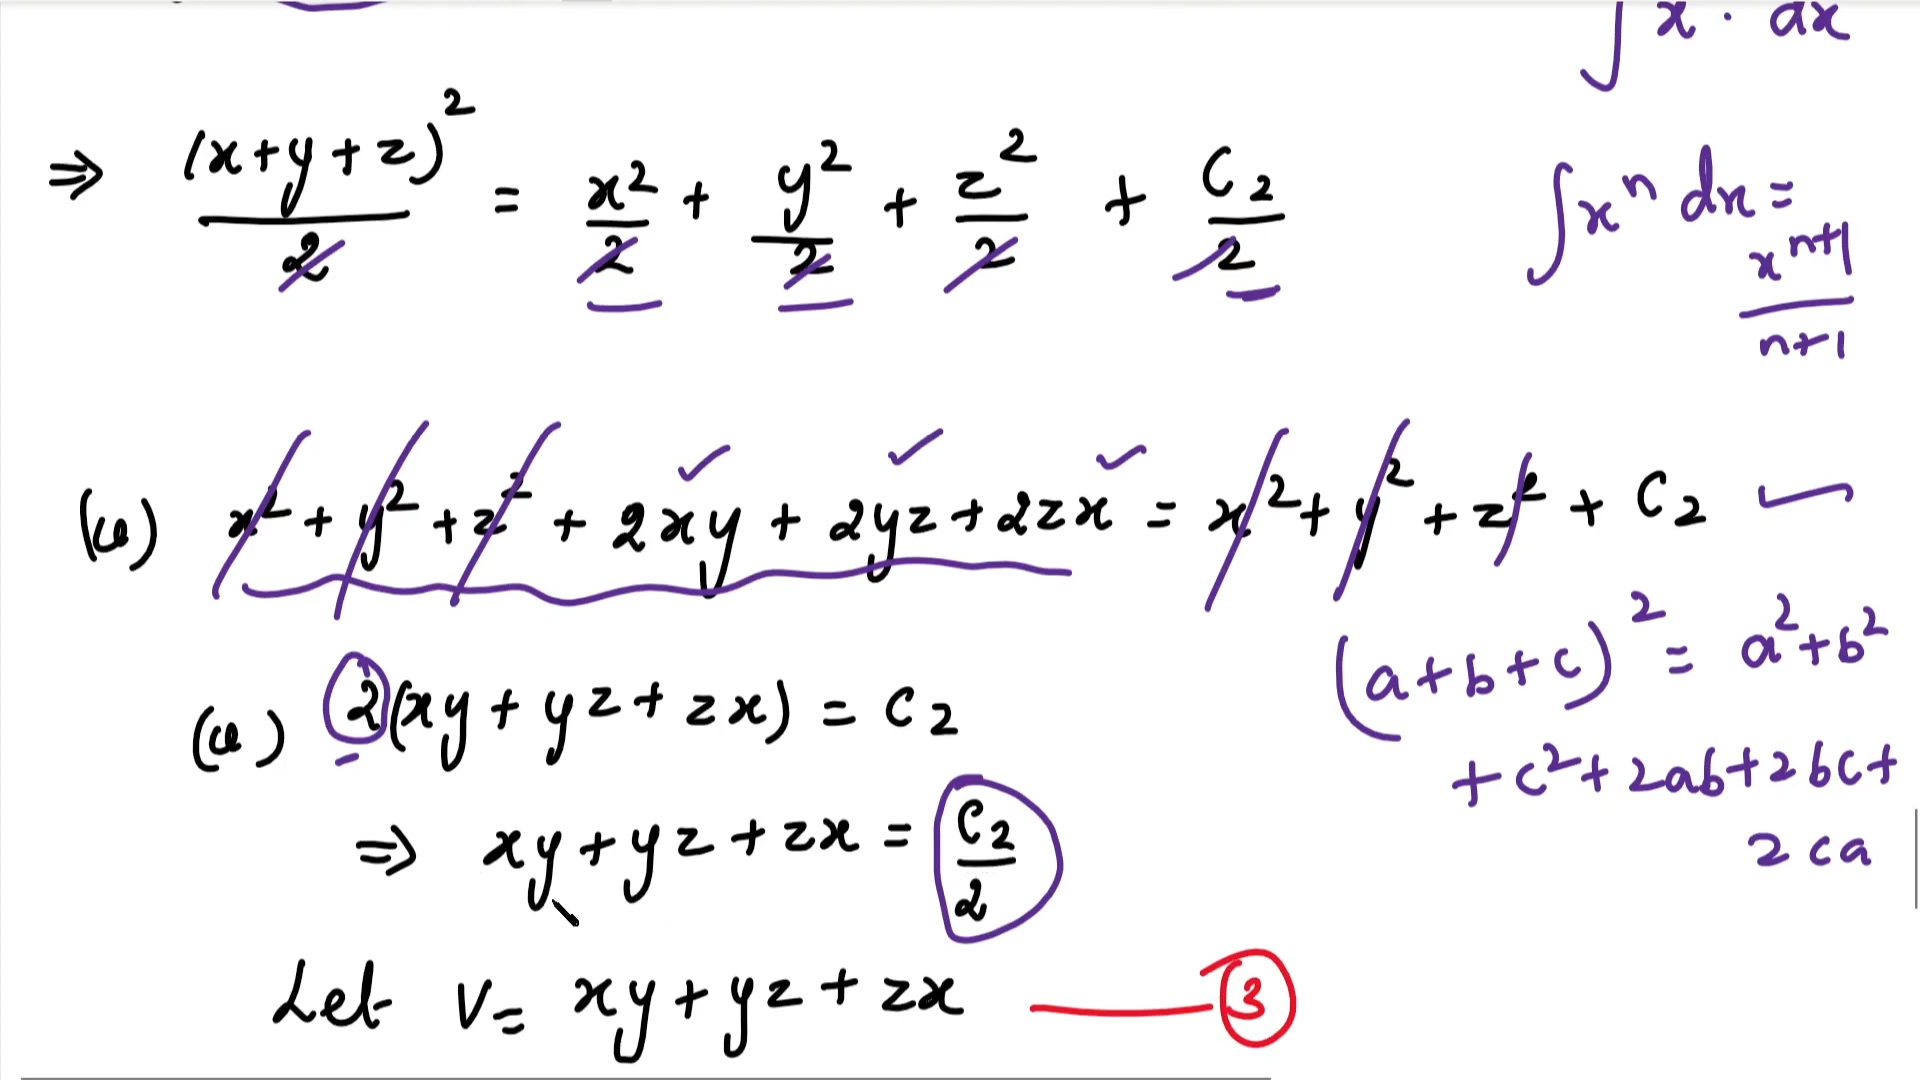 ∫ x · dx
⇒ (x+y+z)²/2 = x²/2 + y²/2 + z²/2 + C₂/2
∫xⁿ dx = xⁿ⁺¹/n+1
(ie) x² + y² + z² + 2xy + 2yz + 2zx = x² + y² + z² + C₂
(a+b+c)² = a²+b²
+ c² + 2ab + 2bc +
2ca
(ie) 2(xy + yz + zx) = C₂
⇒ xy + yz + zx = C₂/2
Let v = xy + yz + zx —— ③